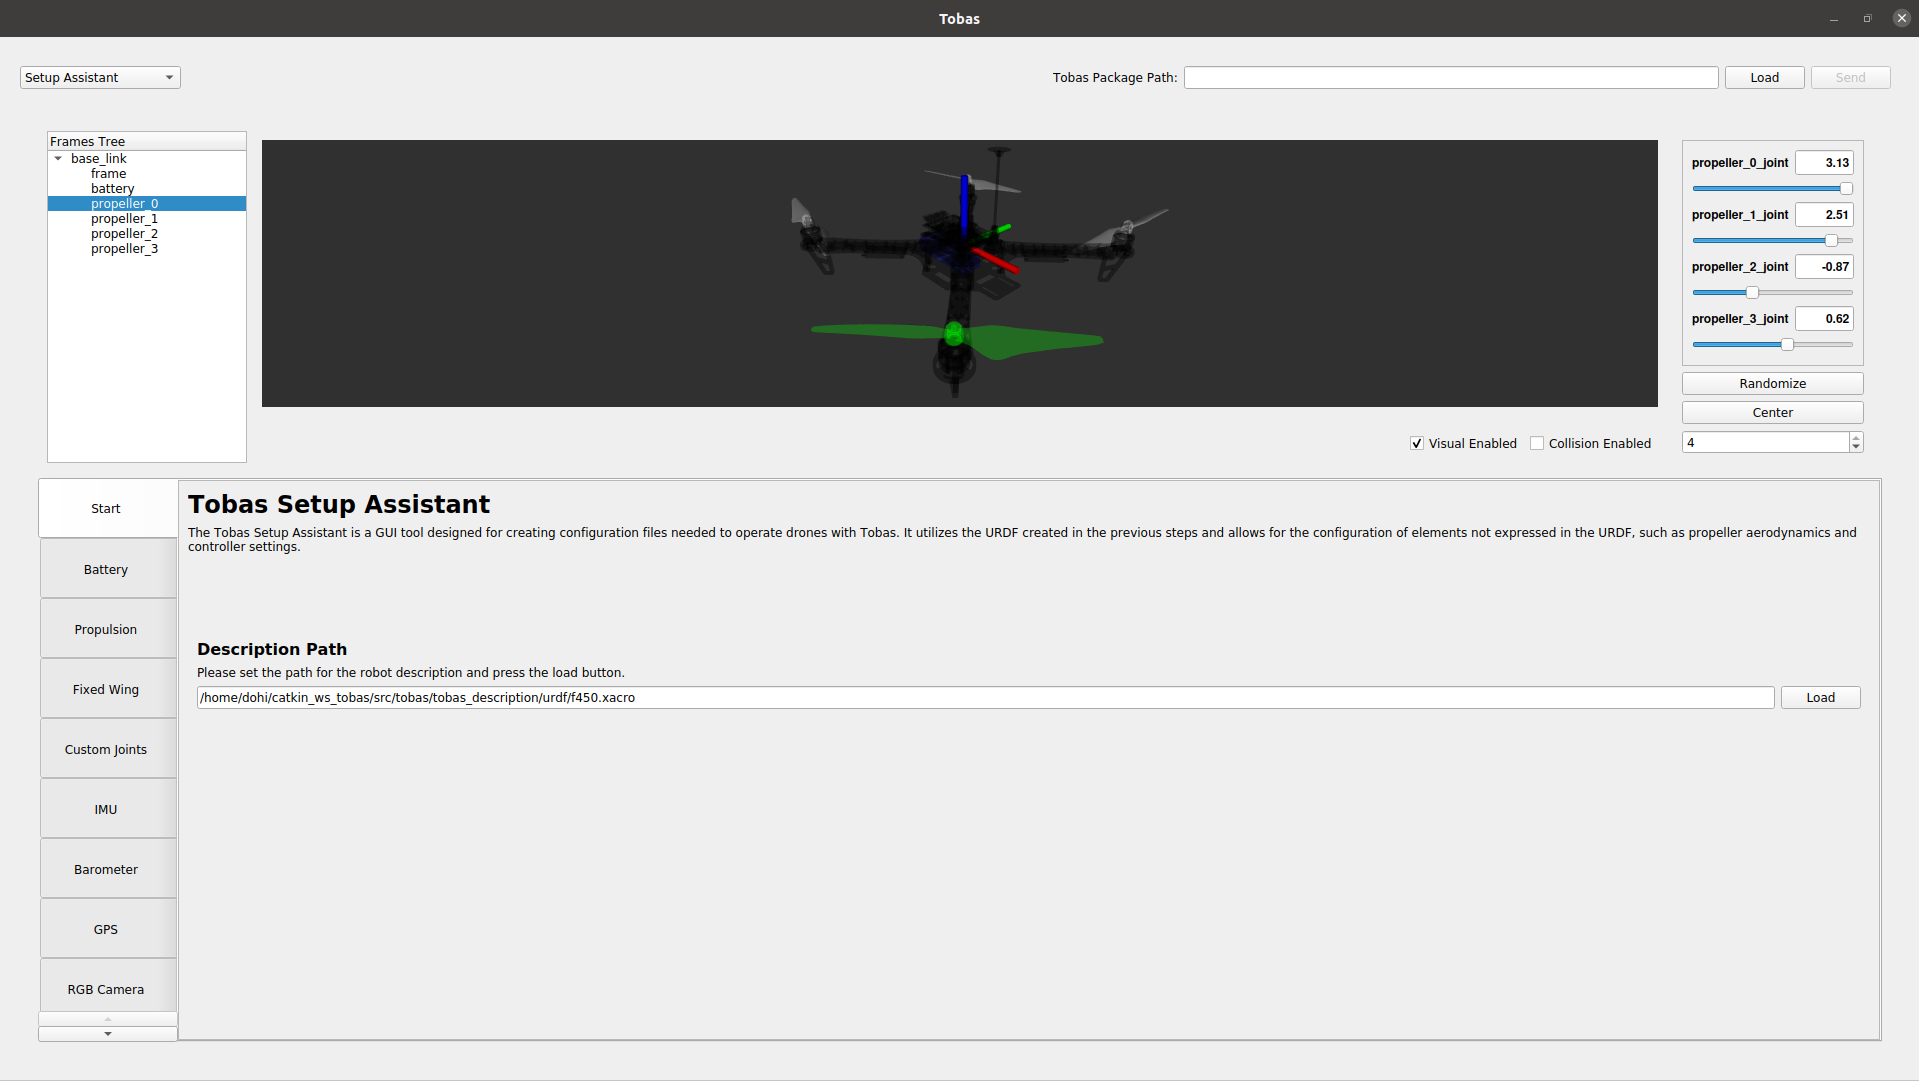 Tobas
Setup Assistant
Tobas Package Path:
Load
Send
Frames Tree
base_link
frame
battery
propeller_0
propeller_1
propeller_2
propeller_3
propeller_0_joint 3.13
propeller_1_joint 2.51
propeller_2_joint -0.87
propeller_3_joint 0.62
Randomize
Center
4
Visual Enabled
Collision Enabled
Start
Battery
Propulsion
Fixed Wing
Custom Joints
IMU
Barometer
GPS
RGB Camera
Tobas Setup Assistant
The Tobas Setup Assistant is a GUI tool designed for creating configuration files needed to operate drones with Tobas. It utilizes the URDF created in the previous steps and allows for the configuration of elements not expressed in the URDF, such as propeller aerodynamics and
controller settings.
Description Path
Please set the path for the robot description and press the load button.
/home/dohi/catkin_ws_tobas/src/tobas/tobas_description/urdf/f450.xacro
Load